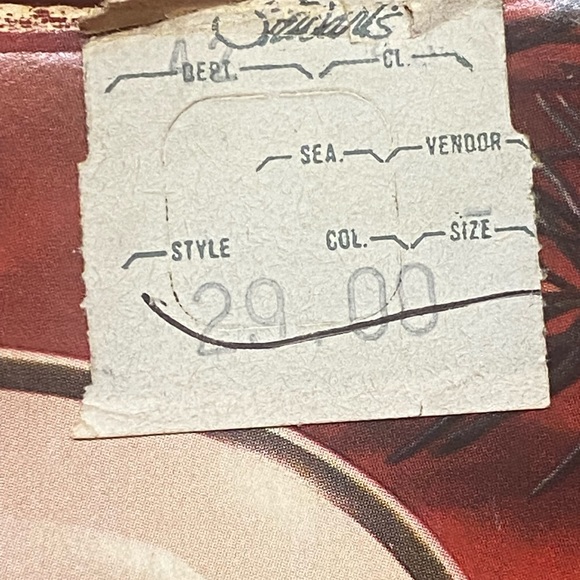 DEPT. CL.
SEA. VENDOR
STYLE COL. SIZE
29.00